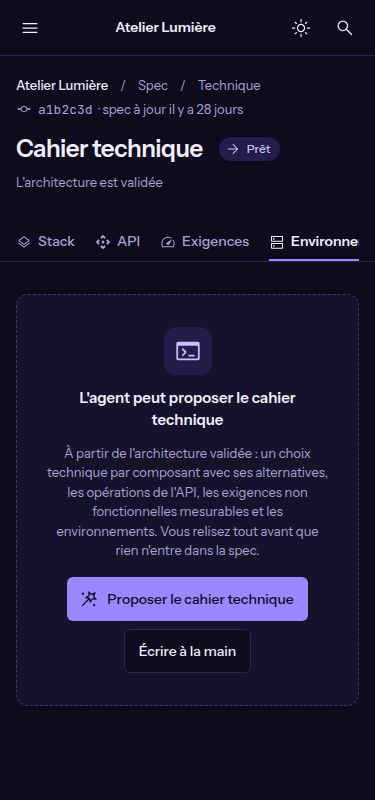 Atelier Lumière
Atelier Lumière / Spec / Technique
a1b2c3d · spec à jour il y a 28 jours
Cahier technique
Prêt
L'architecture est validée
Stack API Exigences Environne
L'agent peut proposer le cahier
technique
À partir de l'architecture validée : un choix
technique par composant avec ses alternatives,
les opérations de l'API, les exigences non
fonctionnelles mesurables et les
environnements. Vous relisez tout avant que
rien n'entre dans la spec.
Proposer le cahier technique
Écrire à la main